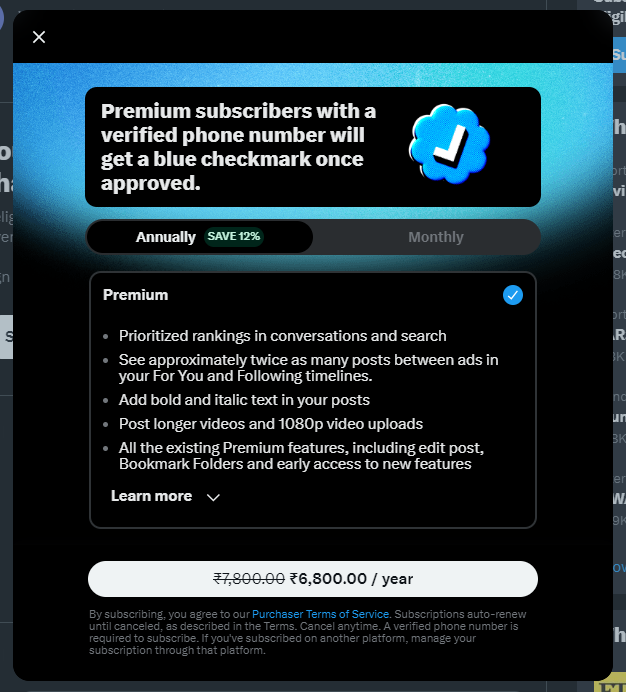 Premium subscribers with a
verified phone number will
get a blue checkmark once
approved.
Annually SAVE 12% Monthly
Premium
• Prioritized rankings in conversations and search
• See approximately twice as many posts between ads in
your For You and Following timelines.
• Add bold and italic text in your posts
• Post longer videos and 1080p video uploads
• All the existing Premium features, including edit post,
Bookmark Folders and early access to new features
Learn more
₹7,800.00 ₹6,800.00 / year
By subscribing, you agree to our Purchaser Terms of Service. Subscriptions auto-renew
until canceled, as described in the Terms. Cancel anytime. A verified phone number is
required to subscribe. If you've subscribed on another platform, manage your
subscription through that platform.